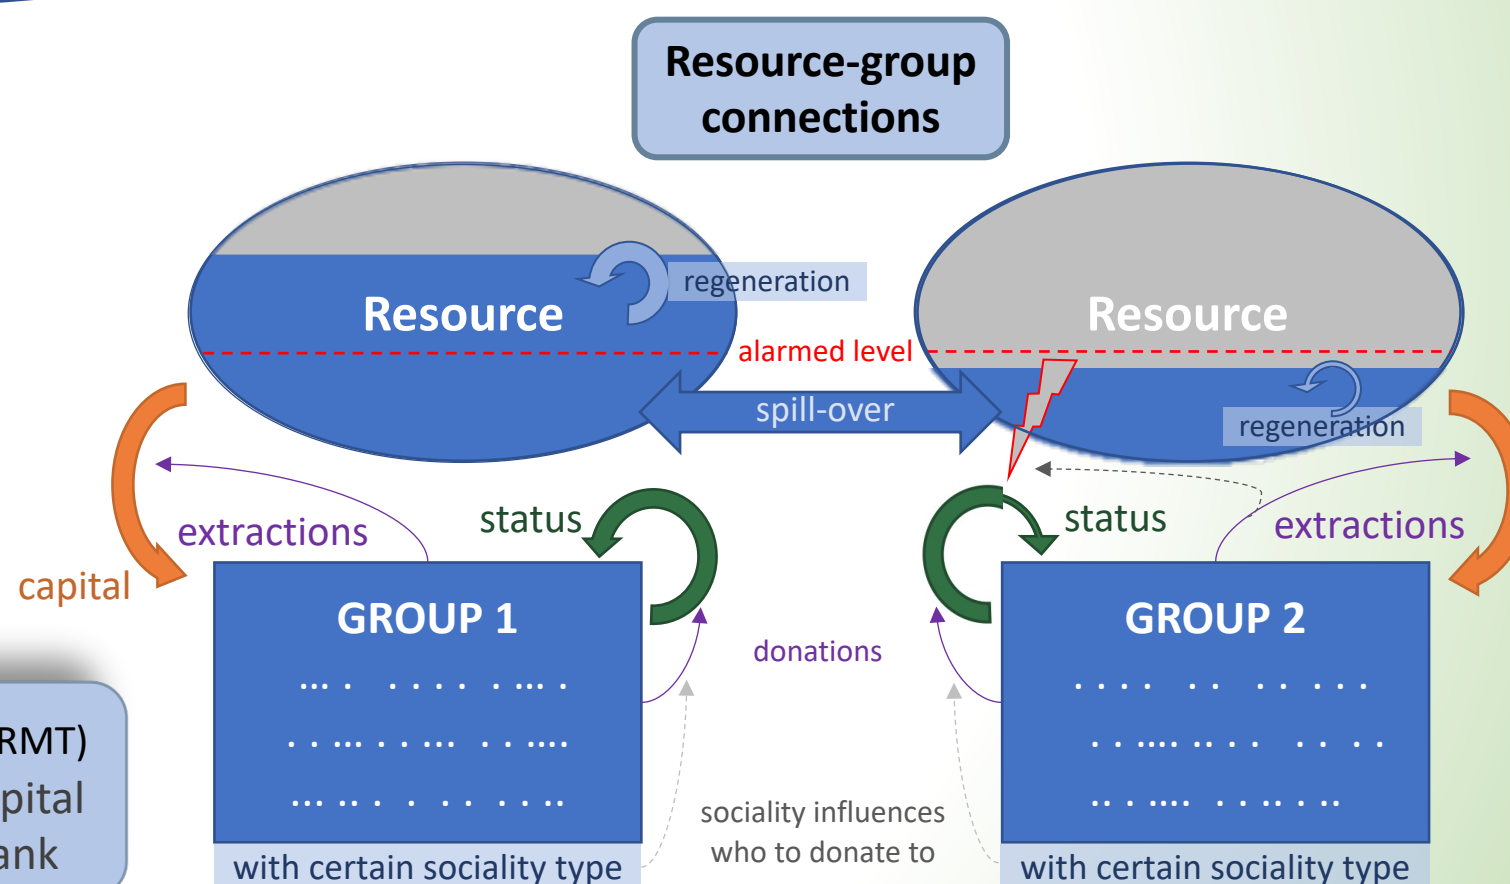 Resource-group
connections
regeneration
Resource
Resource
alarmed level
spill-over
regeneration
extractions
status
status
extractions
capital
GROUP 1
GROUP 2
donations
RMT)
pital
ank
sociality influences
who to donate to
with certain sociality type
with certain sociality type